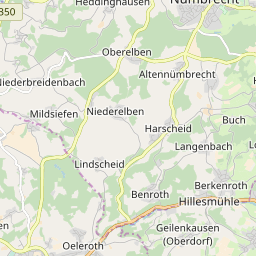 350
Heddinghausen
Nümbrecht
Oberelben
Altennümbrecht
Niederbreidenbach
Mildsiefen
Niederelben
Harscheid
Buch
Langenbach
Lindscheid
Benroth
Berkenroth
Hillesmühle
Geilenkausen
(Oberdorf)
Oeleroth